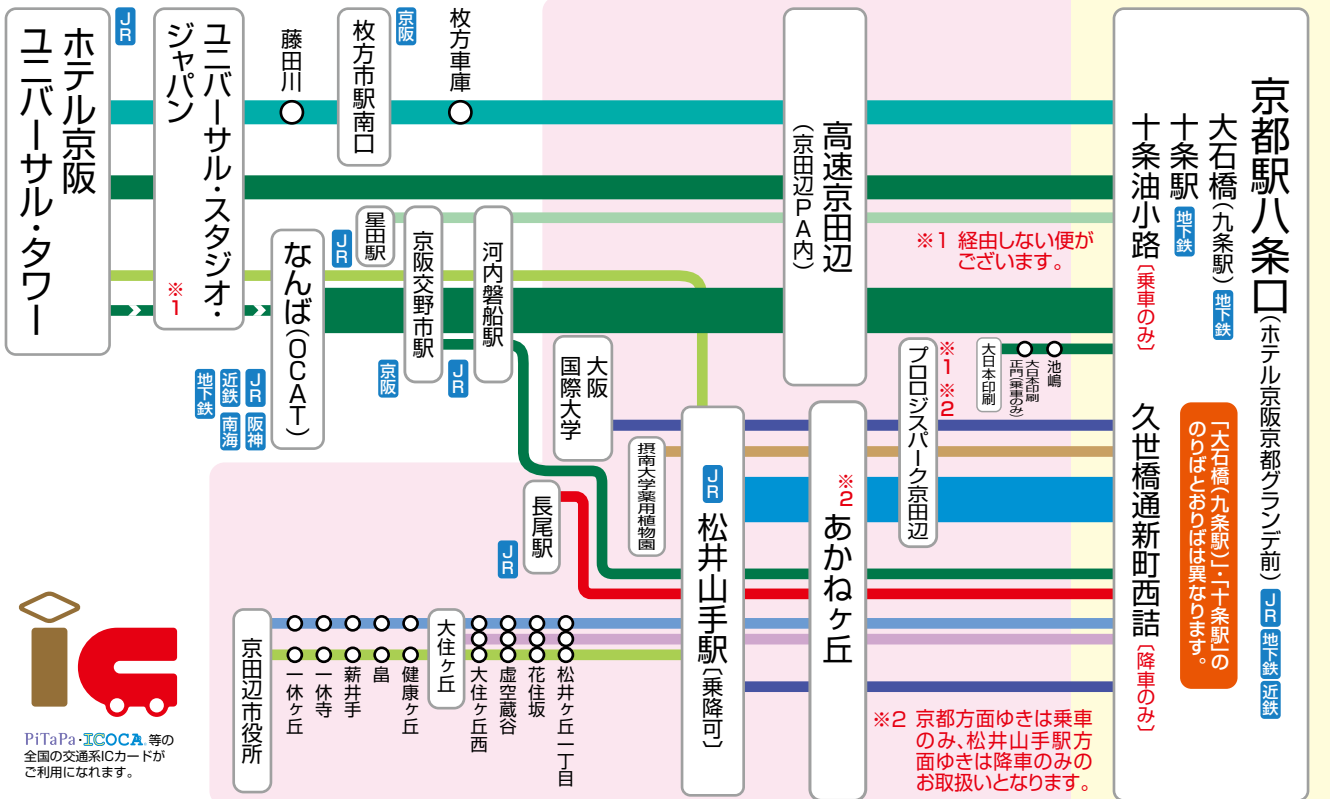 ホテル京阪
ユニバーサル・タワー
JR
ユニバーサル・スタジオ・
ジャパン
※1
藤田川
枚方市駅南口
京阪
枚方車庫
なんば(OCAT)
地下鉄
近鉄
JR
南海
阪神
JR
星田駅
京阪交野市駅
京阪
河内磐船駅
JR
高速京田辺
(京田辺PA内)
※1 経由しない便が
ございます。
大阪
国際大学
摂南大学薬用植物園
長尾駅
JR
JR
松井山手駅〔乗降可〕
※2
あかねヶ丘
プロロジスパーク京田辺
※1
※2
大日本印刷
大日本印刷
正門(乗車のみ)
池嶋
京田辺市役所
一休ヶ丘
一休寺
薪井手
畠
健康ヶ丘
大住ヶ丘
大住ヶ丘西
虚空蔵谷
花住坂
松井ヶ丘一丁目
※2 京都方面ゆきは乗車
のみ、松井山手駅方
面ゆきは降車のみの
お取扱いとなります。
京都駅八条口(ホテル京阪京都グランデ前) JR 地下鉄 近鉄
大石橋(九条駅) 地下鉄
十条駅 地下鉄
十条油小路〔乗車のみ〕
久世橋通新町西詰〔降車のみ〕
「大石橋(九条駅)」・「十条駅」の
のりばとおりばは異なります。
ic
PiTaPa・ICOCA 等の
全国の交通系ICカードが
ご利用になれます。